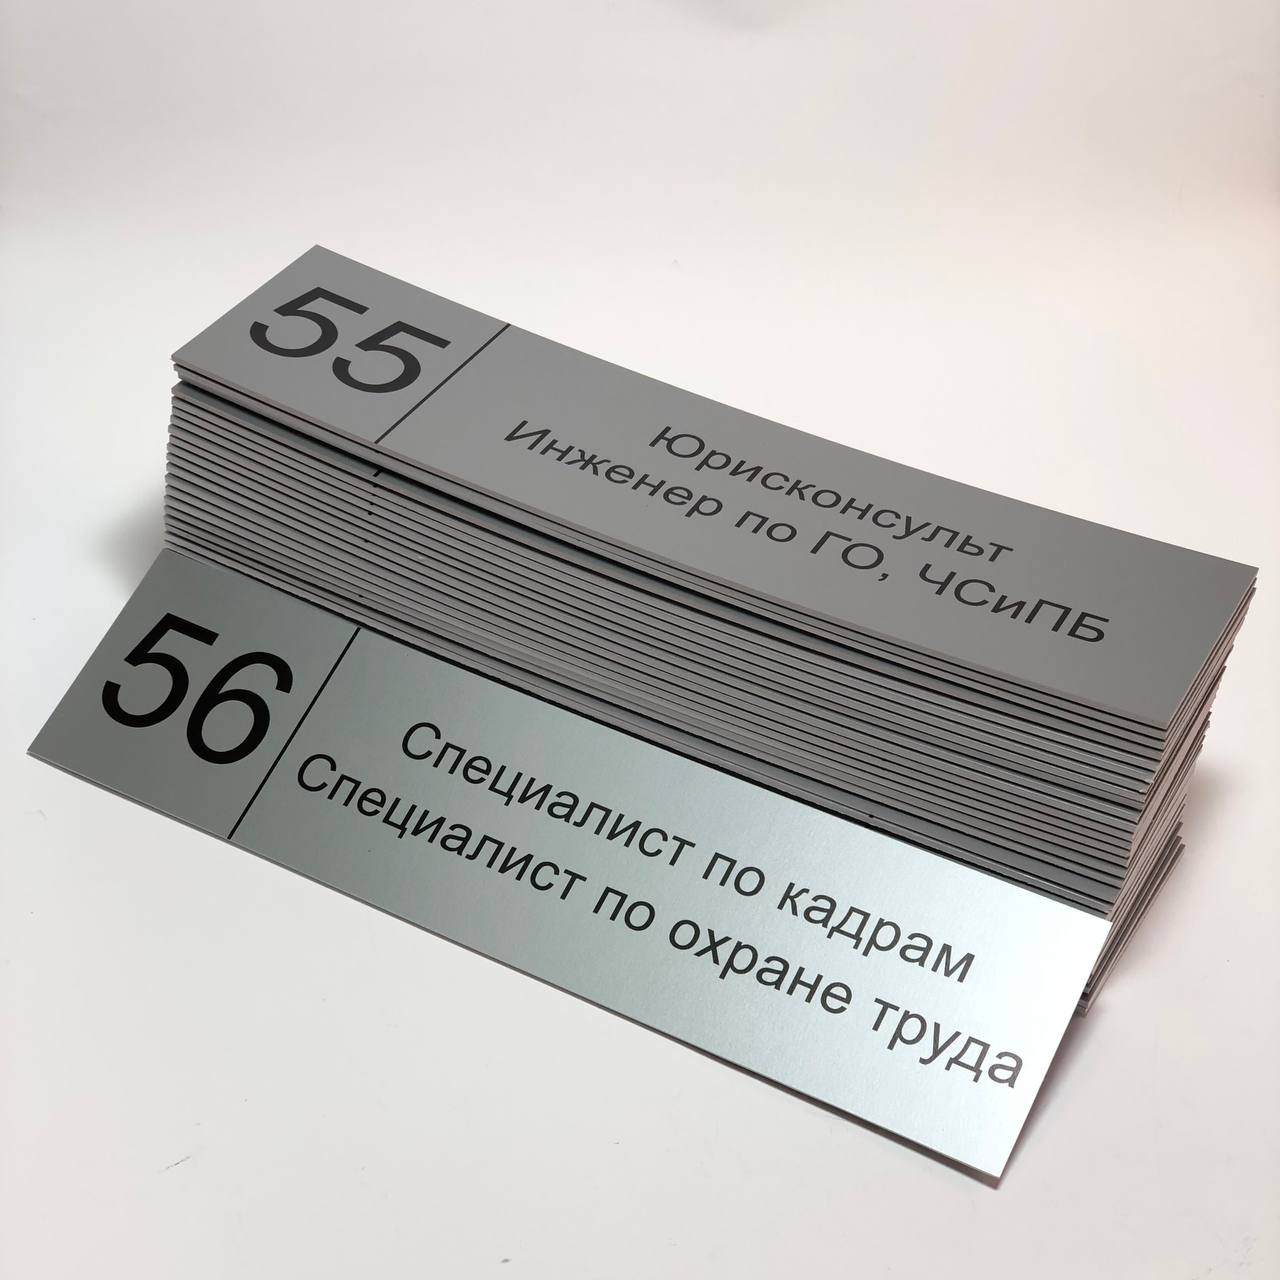 55
Юрисконсульт
Инженер по ГО, ЧСиПБ
56
Специалист по кадрам
Специалист по охране труда